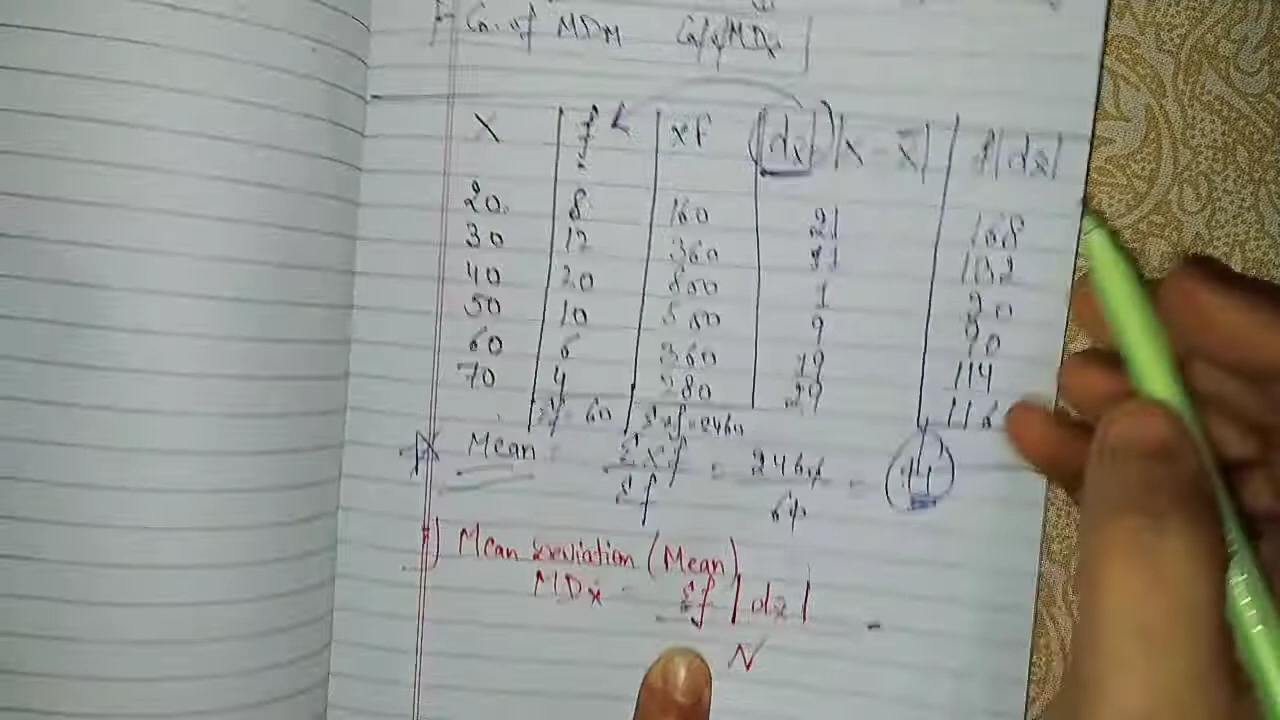 Co. of MDM Co/of MDx̄
X f xf |dx| |x - x̄| f|dx|
20 8 160 21 168
30 12 360 11 132
40 20 800 1 20
50 10 500 9 90
60 6 360 19 114
70 4 280 29 116
Σf = 60 Σxf = 2460
Mean = Σxf / Σf = 2460 / 60 = 41
1) Mean Deviation (Mean)
MDx̄ = Σf |dx| / N =